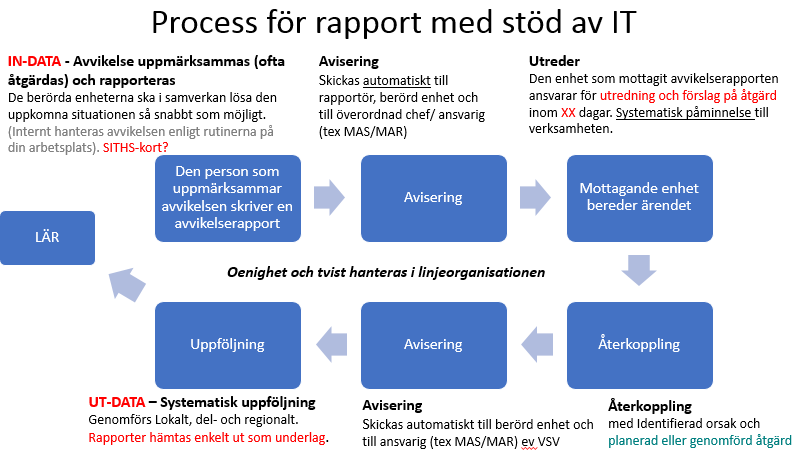 Process för rapport med stöd av IT
IN-DATA - Avvikelse uppmärksammas (ofta
åtgärdas) och rapporteras
De berörda enheterna ska i samverkan lösa den
uppkomna situationen så snabbt som möjligt.
(Internt hanteras avvikelsen enligt rutinerna på
din arbetsplats). SITHS-kort?
Avisering
Skickas automatiskt till
rapportör, berörd enhet och
till överordnad chef/ ansvarig
(tex MAS/MAR)
Utreder
Den enhet som mottagit avvikelserapporten
ansvarar för utredning och förslag på åtgärd
inom XX dagar. Systematisk påminnelse till
verksamheten.
Den person som
uppmärksammar
avvikelsen skriver en
avvikelserapport
Avisering
Mottagande enhet
bereder ärendet
LÄR
Oenighet och tvist hanteras i linjeorganisationen
Uppföljning
Avisering
Återkoppling
UT-DATA – Systematisk uppföljning
Genomförs Lokalt, del- och regionalt.
Rapporter hämtas enkelt ut som underlag.
Avisering
Skickas automatiskt till berörd enhet och
till ansvarig (tex MAS/MAR) ev VSV
Återkoppling
med Identifierad orsak och
planerad eller genomförd åtgärd